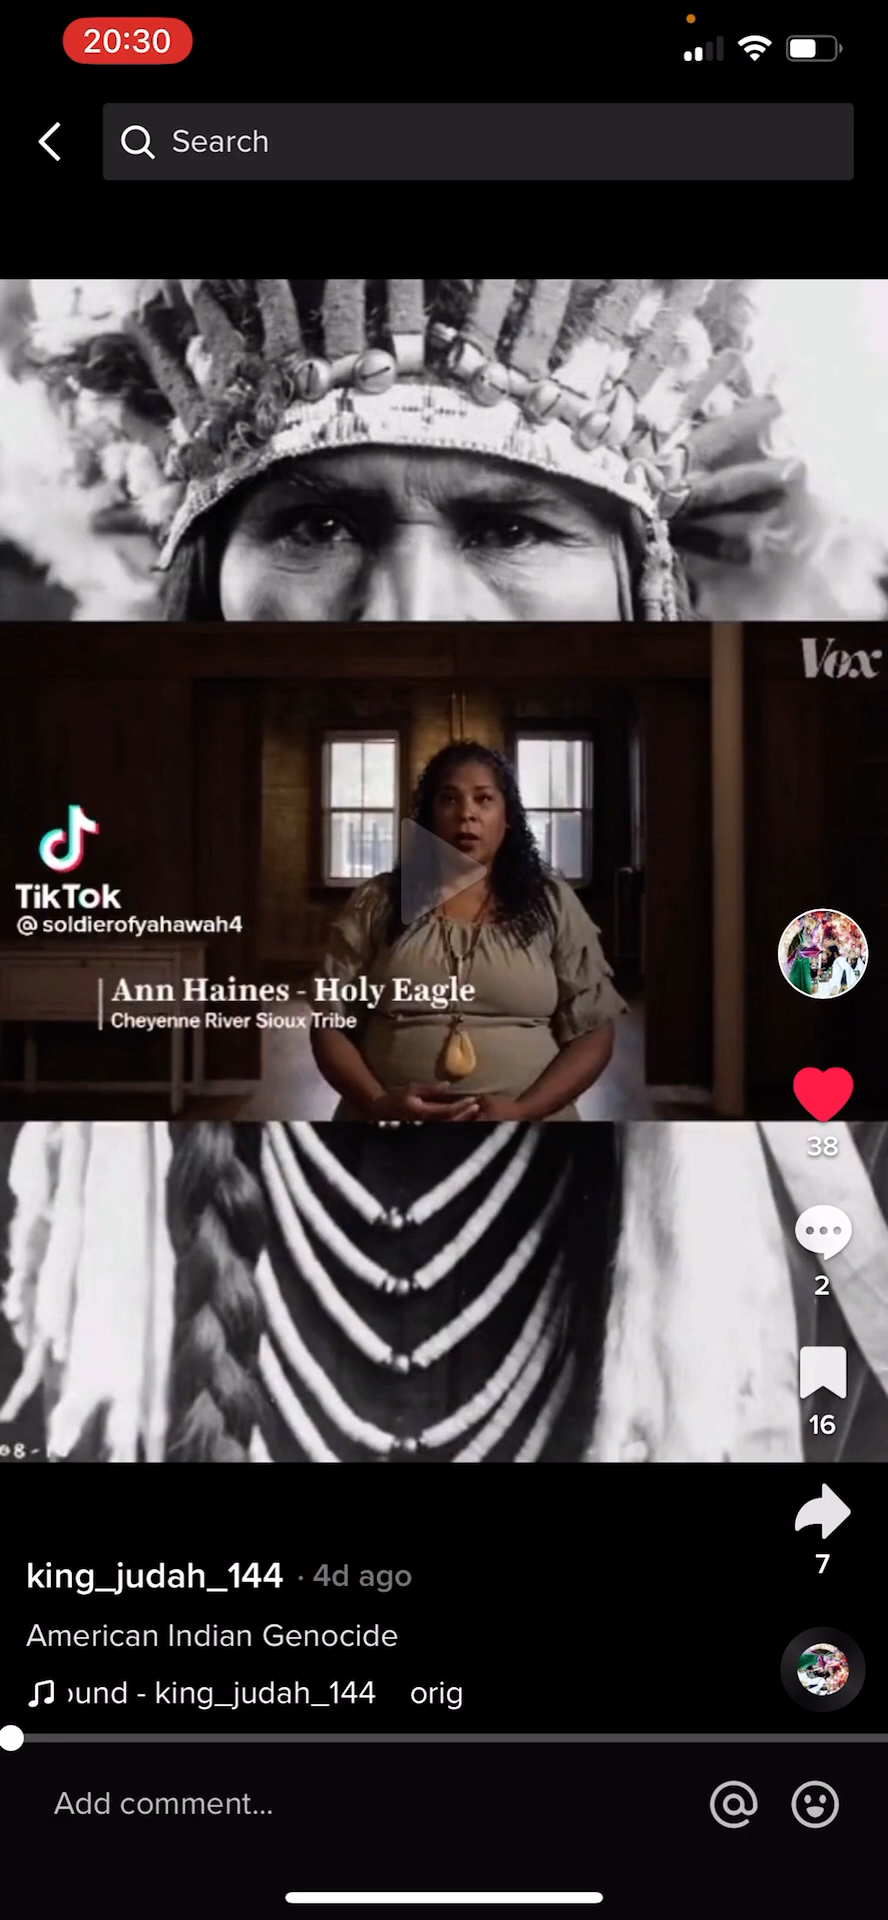 20:30
Search
Vox
TikTok
@soldierofyahawah4
Ann Haines - Holy Eagle
Cheyenne River Sioux Tribe
38
2
16
7
king_judah_144 · 4d ago
American Indian Genocide
- king_judah_144 orig
Add comment...